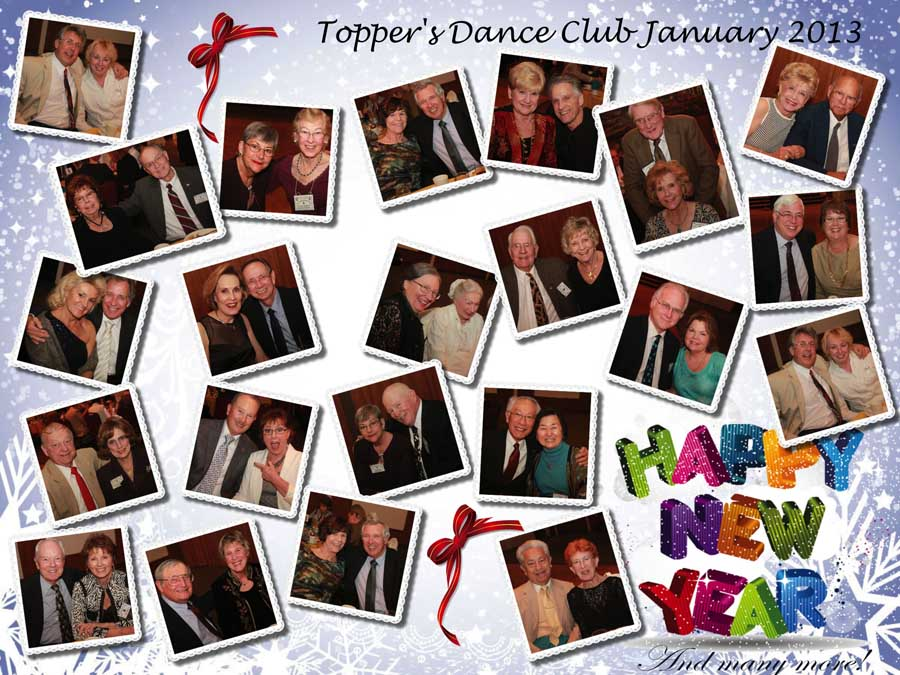 Topper's Dance Club January 2013
HAPPY
NEW
YEAR
And many more!